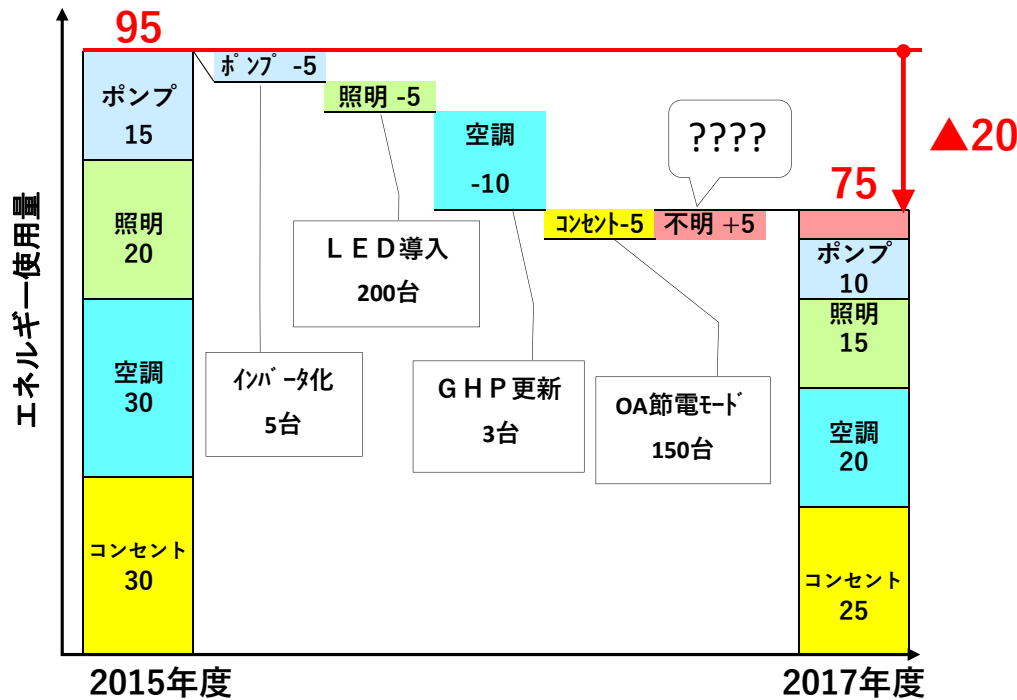 95
ポンプ
15
照明
20
空調
30
コンセント
30
エネルギー使用量
ﾎﾟﾝﾌﾟ -5
照明 -5
空調
-10
ｺﾝｾﾝﾄ-5
不明 +5
????
ＬＥＤ導入
200台
ｲﾝﾊﾞｰﾀ化
5台
ＧＨＰ更新
3台
OA節電ﾓｰﾄﾞ
150台
▲20
75
ポンプ
10
照明
15
空調
20
コンセント
25
2015年度
2017年度